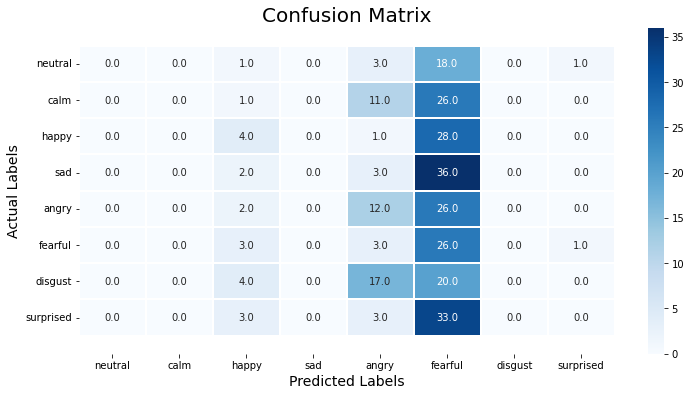 Confusion Matrix
neutral 0.0 0.0 1.0 0.0 3.0 18.0 0.0 1.0
calm 0.0 0.0 1.0 0.0 11.0 26.0 0.0 0.0
happy 0.0 0.0 4.0 0.0 1.0 28.0 0.0 0.0
sad 0.0 0.0 2.0 0.0 3.0 36.0 0.0 0.0
angry 0.0 0.0 2.0 0.0 12.0 26.0 0.0 0.0
fearful 0.0 0.0 3.0 0.0 3.0 26.0 0.0 1.0
disgust 0.0 0.0 4.0 0.0 17.0 20.0 0.0 0.0
surprised 0.0 0.0 3.0 0.0 3.0 33.0 0.0 0.0
neutral calm happy sad angry fearful disgust surprised
Predicted Labels
Actual Labels
35
30
25
20
15
10
5
0